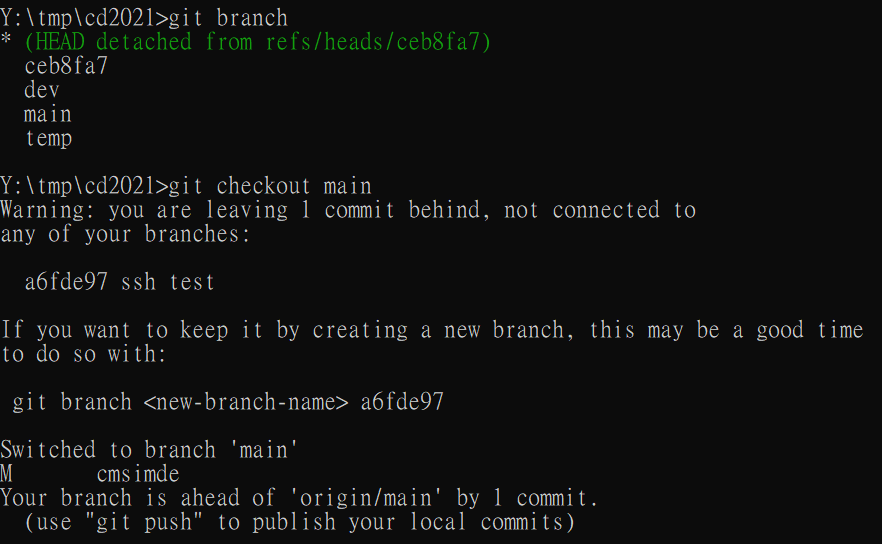 Y:\tmp\cd2021>git branch
* (HEAD detached from refs/heads/ceb8fa7)
  ceb8fa7
  dev
  main
  temp
Y:\tmp\cd2021>git checkout main
Warning: you are leaving 1 commit behind, not connected to
any of your branches:
  a6fde97 ssh test
If you want to keep it by creating a new branch, this may be a good time
to do so with:
 git branch <new-branch-name> a6fde97
Switched to branch 'main'
M       cmsimde
Your branch is ahead of 'origin/main' by 1 commit.
  (use "git push" to publish your local commits)